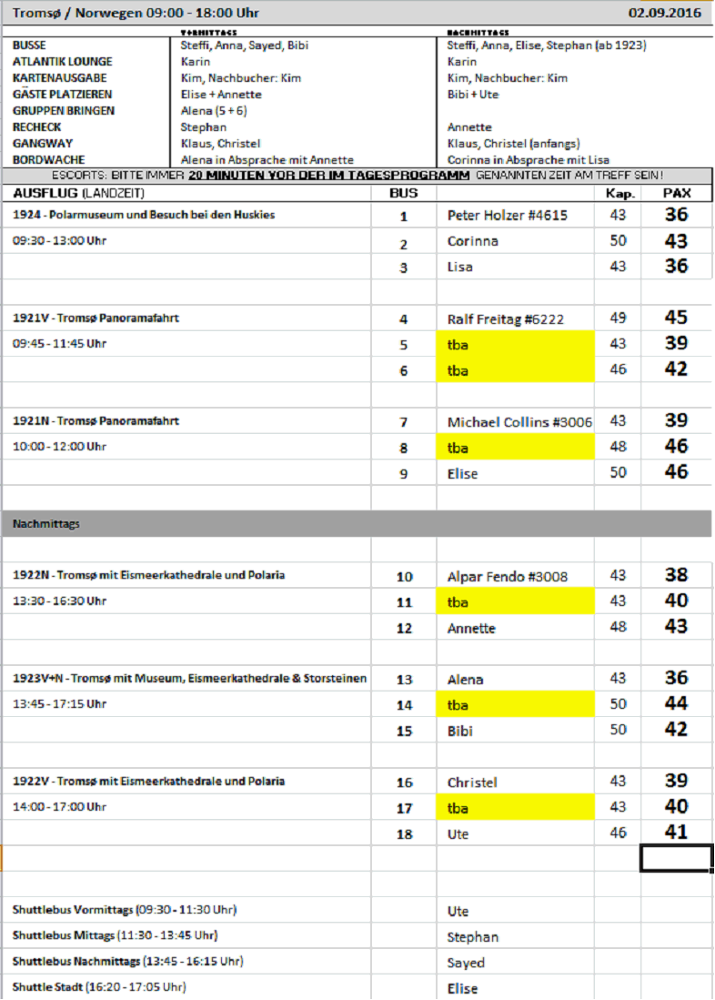 Tromsø / Norwegen 09:00 - 18:00 Uhr 02.09.2016
VORMITTAGS NACHMITTAGS
BUSSE Steffi, Anna, Sayed, Bibi Steffi, Anna, Elise, Stephan (ab 1923)
ATLANTIK LOUNGE Karin Karin
KARTENAUSGABE Kim, Nachbucher: Kim Kim, Nachbucher: Kim
GÄSTE PLATZIEREN Elise + Annette Bibi + Ute
GRUPPEN BRINGEN Alena (5 + 6)
RECHECK Stephan Annette
GANGWAY Klaus, Christel Klaus, Christel (anfangs)
BORDWACHE Alena in Absprache mit Annette Corinna in Absprache mit Lisa
ESCORTS: BITTE IMMER 20 MINUTEN VOR DER IM TAGESPROGRAMM GENANNTEN ZEIT AM TREFF SEIN!
AUSFLUG (LANDZEIT) BUS Kap. PAX
1924 - Polarmuseum und Besuch bei den Huskies 1 Peter Holzer #4615 43 36
09:30 - 13:00 Uhr 2 Corinna 50 43
3 Lisa 43 36
1921V - Tromsø Panoramafahrt 4 Ralf Freitag #6222 49 45
09:45 - 11:45 Uhr 5 tba 43 39
6 tba 46 42
1921N - Tromsø Panoramafahrt 7 Michael Collins #3006 43 39
10:00 - 12:00 Uhr 8 tba 48 46
9 Elise 50 46
Nachmittags
1922N - Tromsø mit Eismeerkathedrale und Polaria 10 Alpar Fendo #3008 43 38
13:30 - 16:30 Uhr 11 tba 43 40
12 Annette 48 43
1923V+N - Tromsø mit Museum, Eismeerkathedrale & Storsteinen 13 Alena 43 36
13:45 - 17:15 Uhr 14 tba 50 44
15 Bibi 50 42
1922V - Tromsø mit Eismeerkathedrale und Polaria 16 Christel 43 39
14:00 - 17:00 Uhr 17 tba 43 40
18 Ute 46 41
Shuttlebus Vormittags (09:30 - 11:30 Uhr) Ute
Shuttlebus Mittags (11:30 - 13:45 Uhr) Stephan
Shuttlebus Nachmittags (13:45 - 16:15 Uhr) Sayed
Shuttle Stadt (16:20 - 17:05 Uhr) Elise